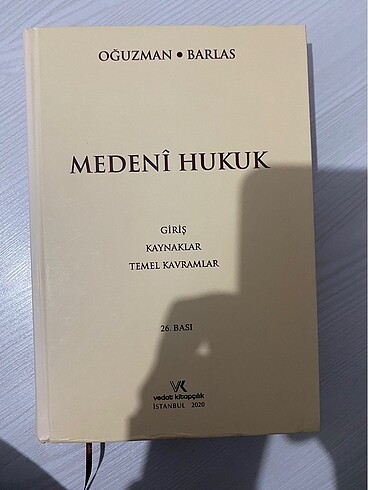 OĞUZMAN • BARLAS
MEDENÎ HUKUK
GİRİŞ
KAYNAKLAR
TEMEL KAVRAMLAR
26. BASI
VK
vedat kitapçılık
İSTANBUL 2020